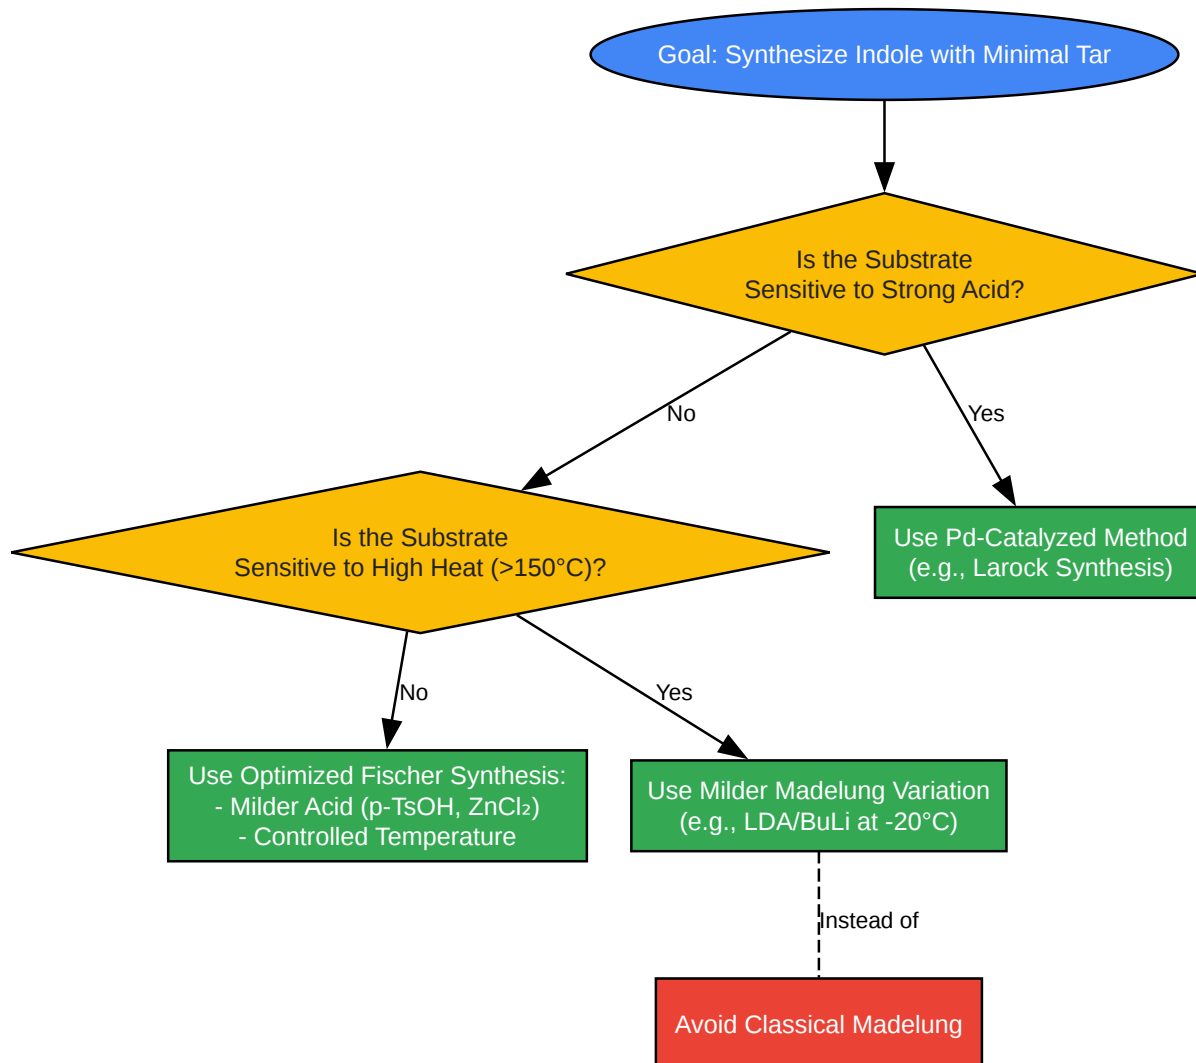 Goal: Synthesize Indole with Minimal Tar
Is the Substrate
Sensitive to Strong Acid?
No
Yes
Is the Substrate
Sensitive to High Heat (>150°C)?
Use Pd-Catalyzed Method
(e.g., Larock Synthesis)
No
Yes
Use Optimized Fischer Synthesis:
- Milder Acid (p-TsOH, ZnCl₂)
- Controlled Temperature
Use Milder Madelung Variation
(e.g., LDA/BuLi at -20°C)
Instead of
Avoid Classical Madelung